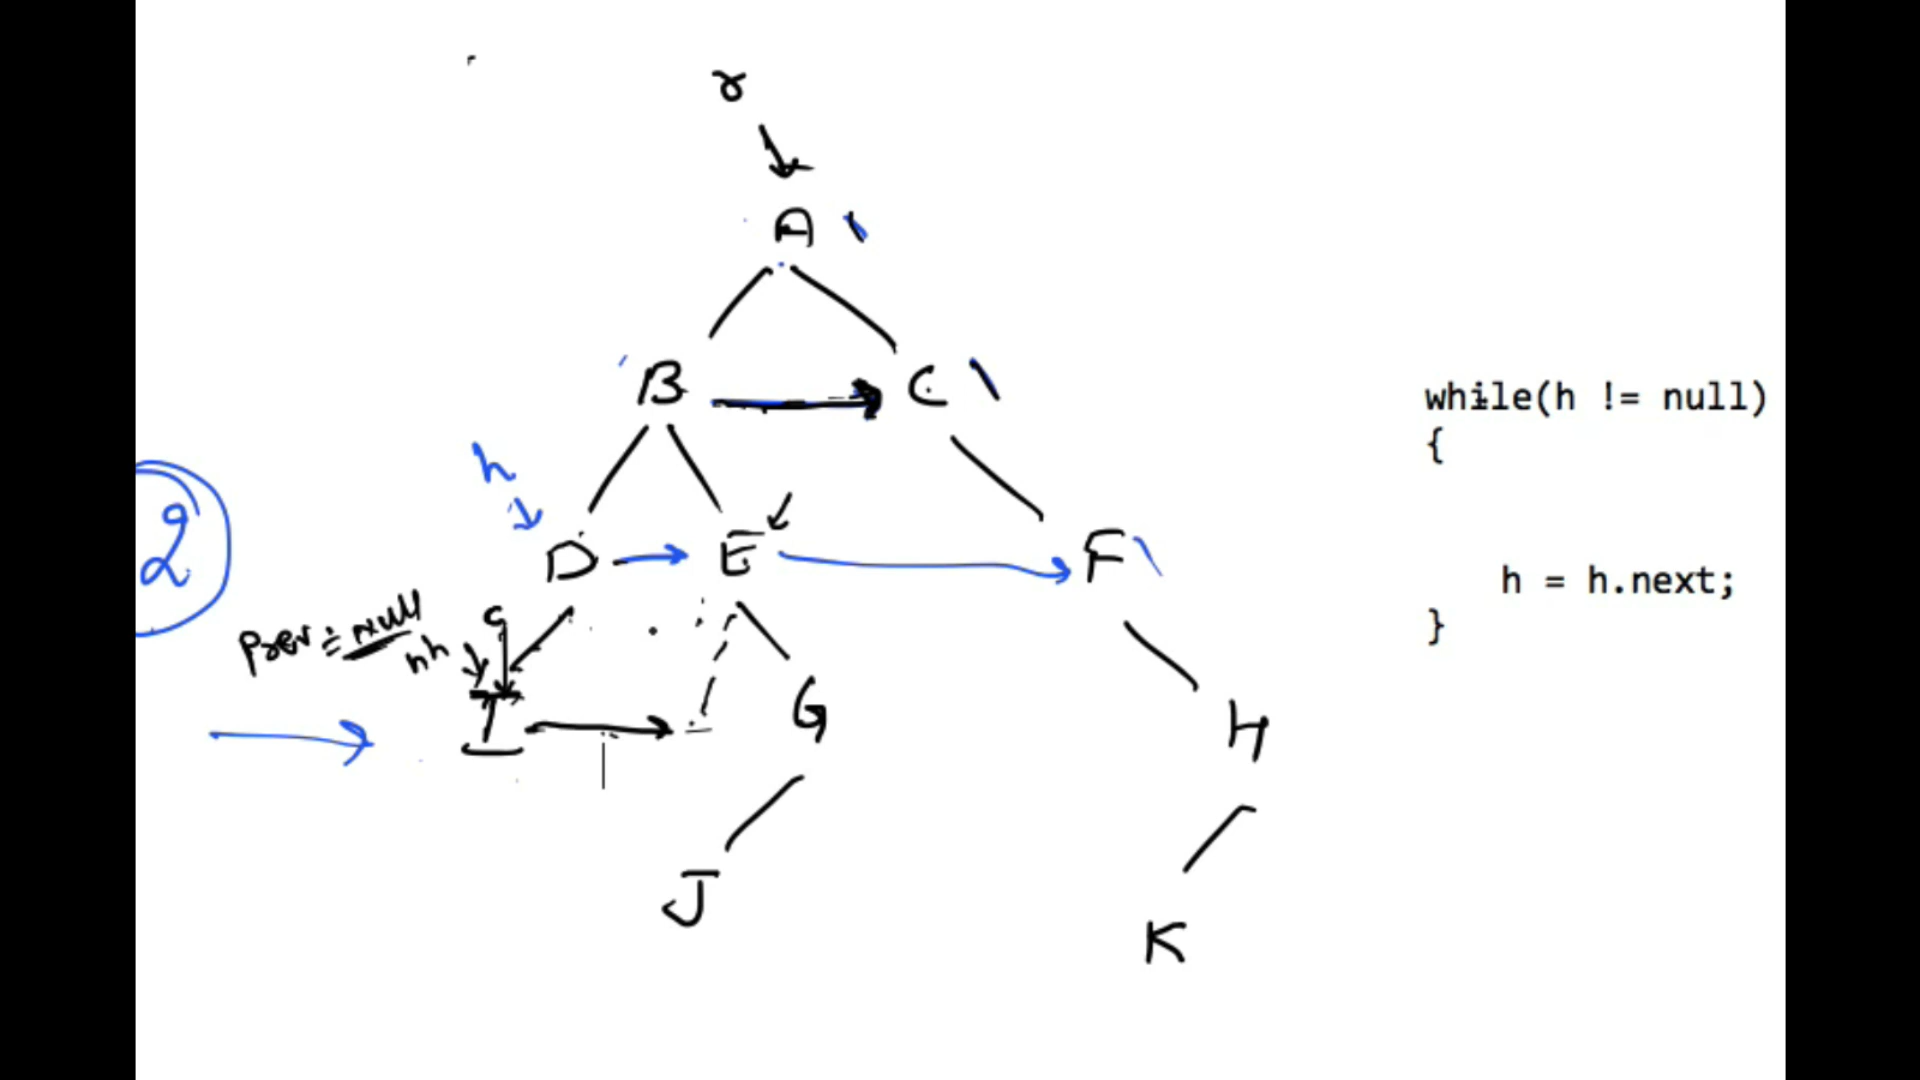 r
A
B C
h
D E F
2
prev = null
nh
c
I G H
J
K
while(h != null)
{
h = h.next;
}